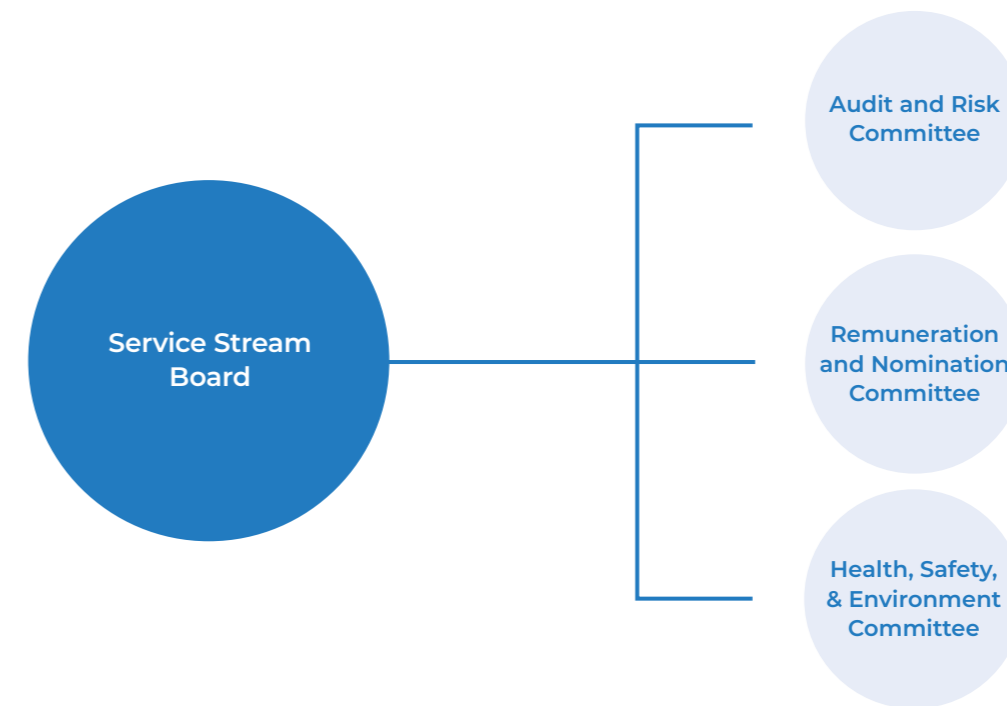 Service Stream
Board
Audit and Risk
Committee
Remuneration
and Nomination
Committee
Health, Safety,
& Environment
Committee